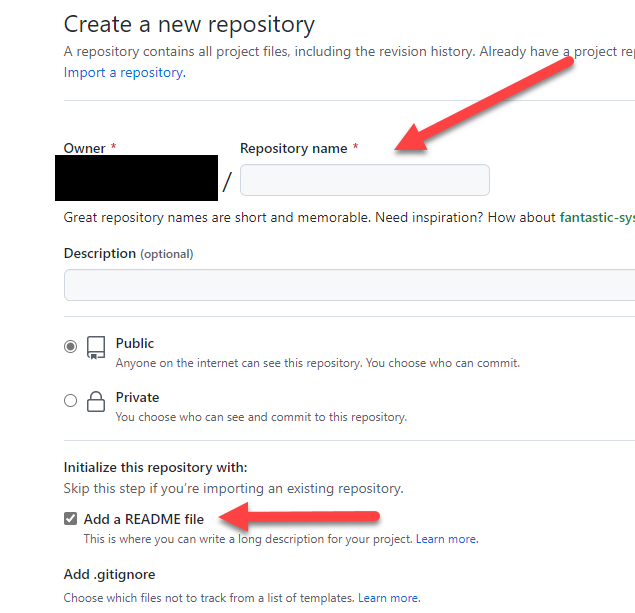 Create a new repository
A repository contains all project files, including the revision history. Already have a project rep
Import a repository.
Owner * Repository name *
/
Great repository names are short and memorable. Need inspiration? How about fantastic-sys
Description (optional)
Public
Anyone on the internet can see this repository. You choose who can commit.
Private
You choose who can see and commit to this repository.
Initialize this repository with:
Skip this step if you’re importing an existing repository.
Add a README file
This is where you can write a long description for your project. Learn more.
Add .gitignore
Choose which files not to track from a list of templates. Learn more.